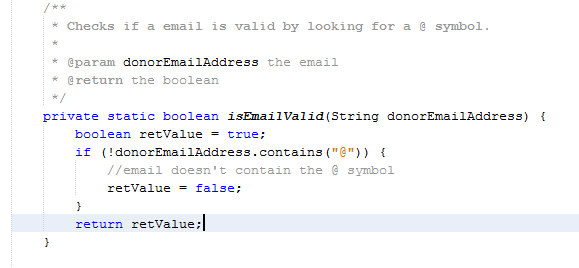 /**
 * Checks if a email is valid by looking for a @ symbol.
 *
 * @param donorEmailAddress the email
 * @return the boolean
 */
private static boolean isEmailValid(String donorEmailAddress) {
    boolean retValue = true;
    if (!donorEmailAddress.contains("@")) {
        //email doesn't contain the @ symbol
        retValue = false;
    }
    return retValue;
}